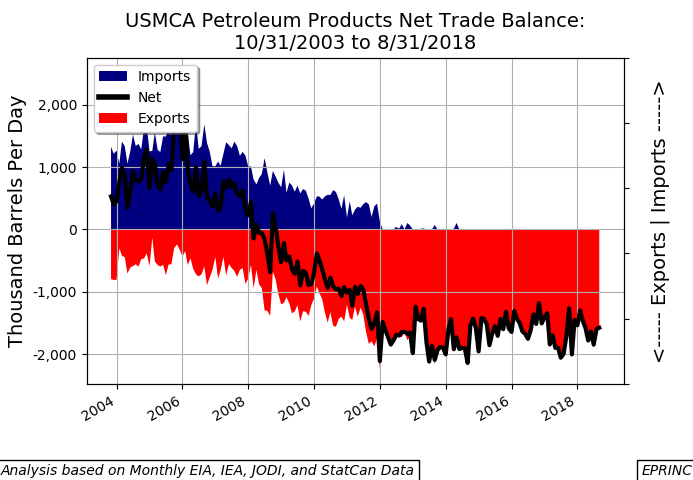 USMCA Petroleum Products Net Trade Balance:
10/31/2003 to 8/31/2018
Imports
Net
Exports
Thousand Barrels Per Day
2,000
1,000
0
-1,000
-2,000
<----- Exports | Imports ----->
2004 2006 2008 2010 2012 2014 2016 2018
Analysis based on Monthly EIA, IEA, JODI, and StatCan Data
EPRINC